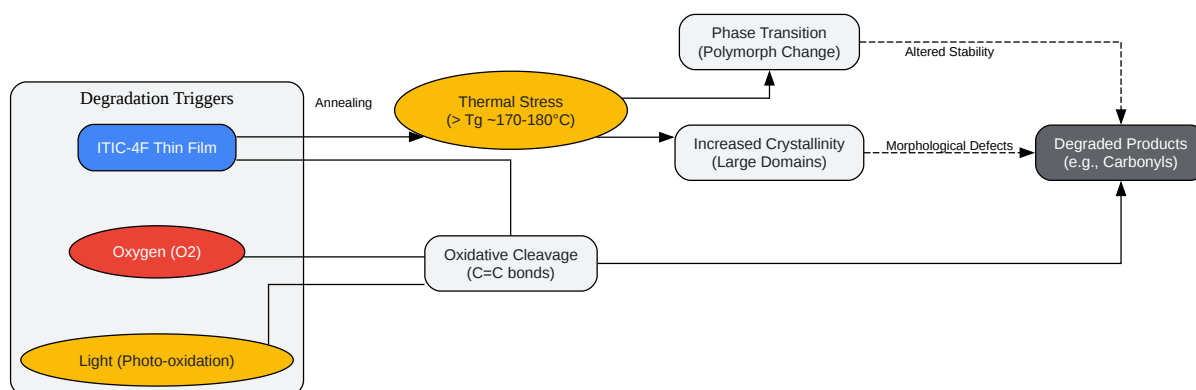 Phase Transition
(Polymorph Change)
Altered Stability
Degradation Triggers
Annealing
Thermal Stress
(> Tg ~170-180°C)
ITIC-4F Thin Film
Increased Crystallinity
(Large Domains)
Morphological Defects
Degraded Products
(e.g., Carbonyls)
Oxygen (O2)
Oxidative Cleavage
(C=C bonds)
Light (Photo-oxidation)